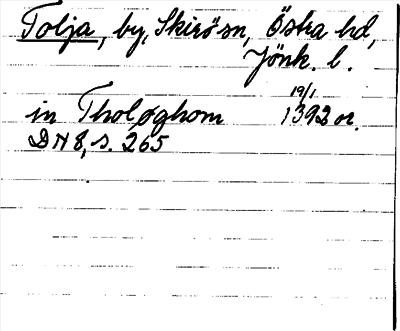 Tolja, by, Skirö sn, Östra hd,
Jönk. l.
19/1
in Tholøghom 1392 or.
DN 8, s. 265